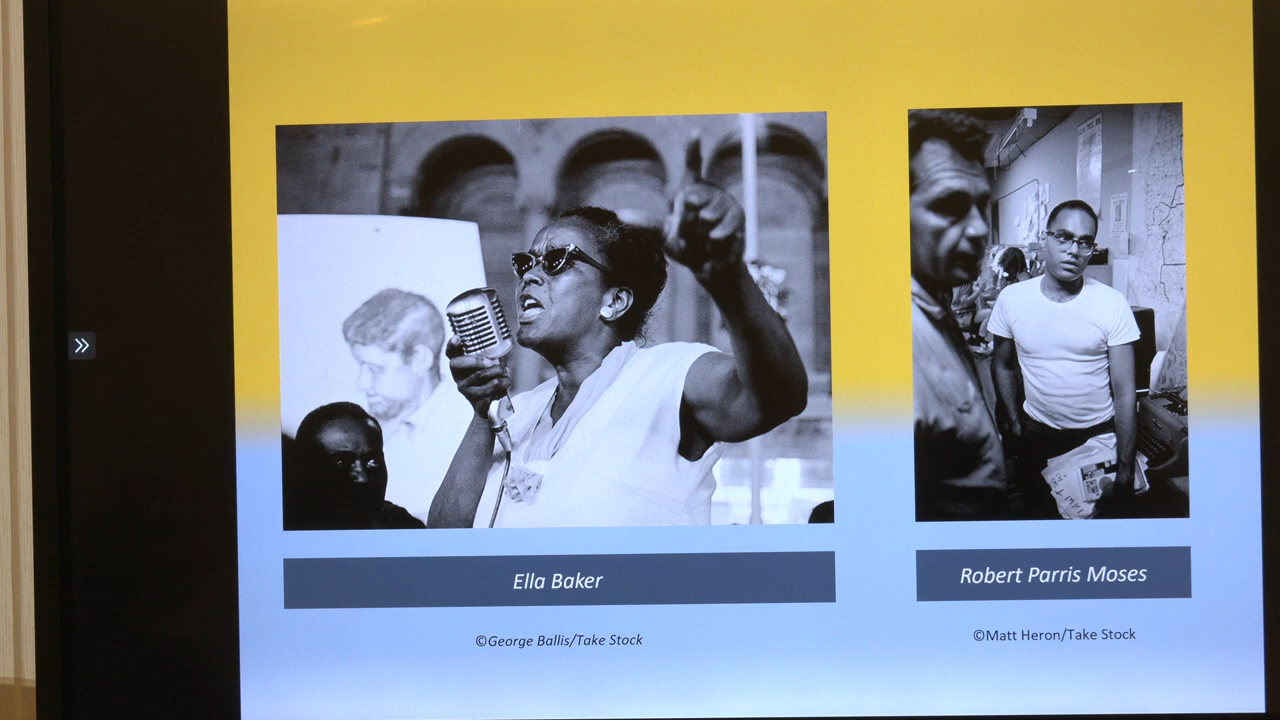 Ella Baker
Robert Parris Moses
©George Ballis/Take Stock
©Matt Heron/Take Stock